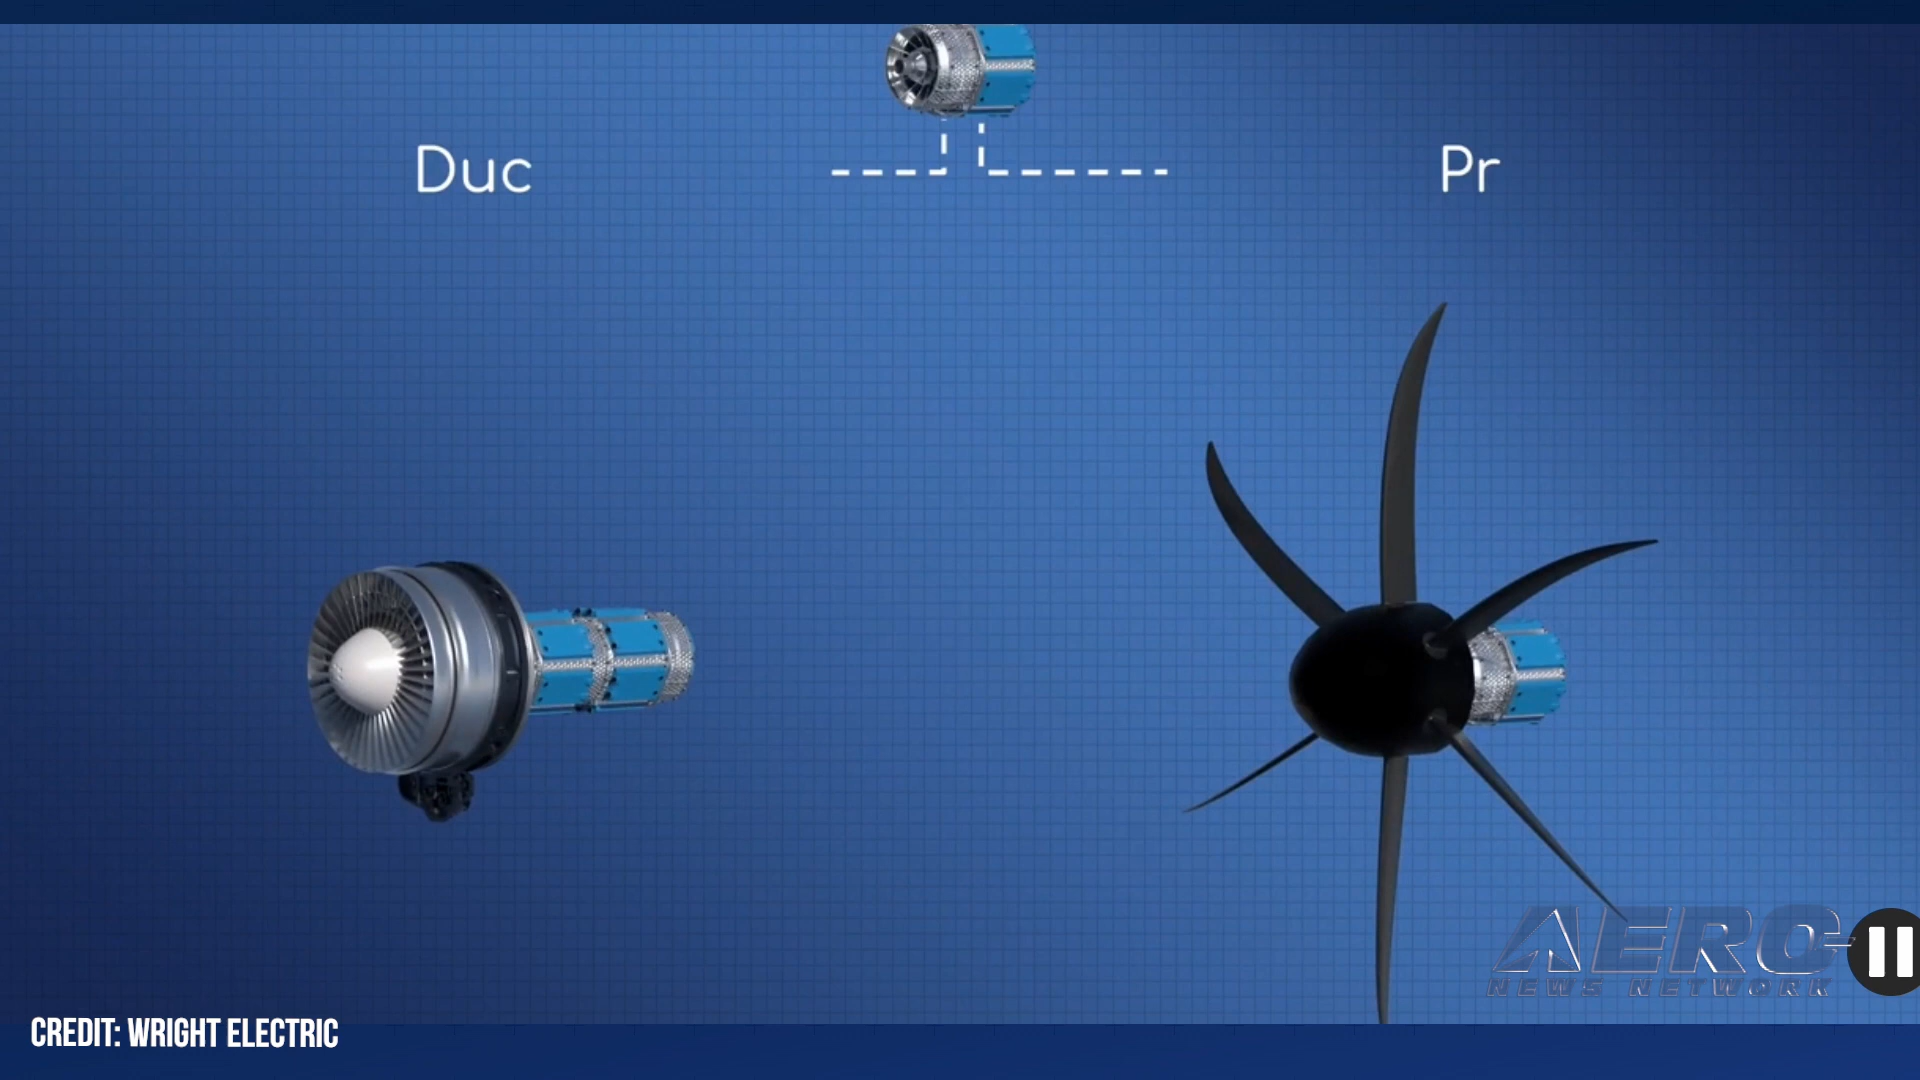 Duc
Pr
AERO
NEWS NETWORK
CREDIT: WRIGHT ELECTRIC